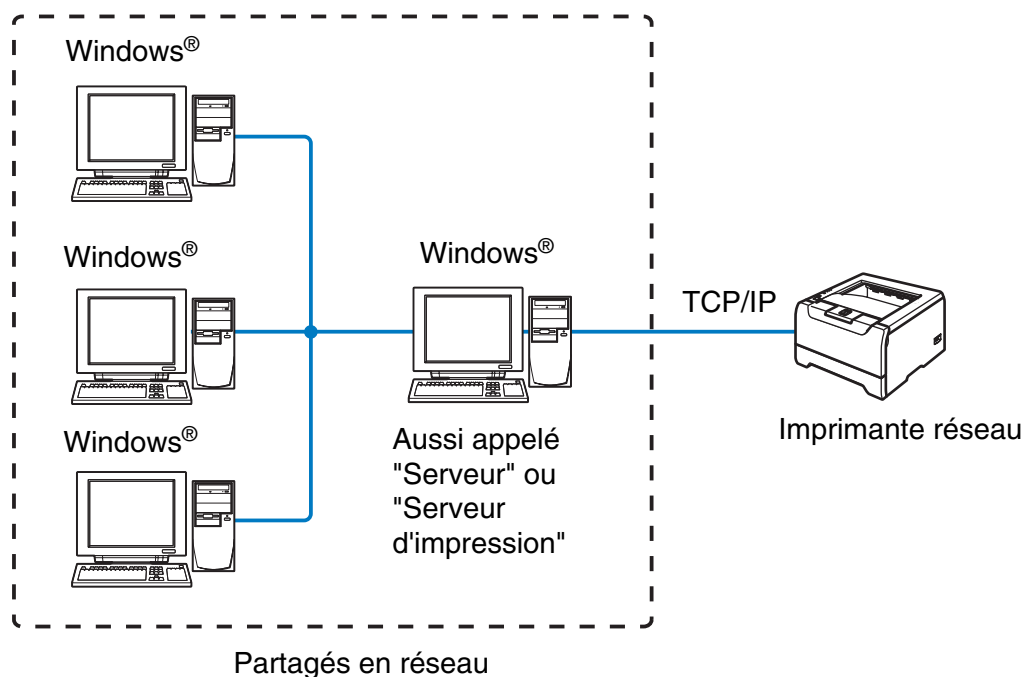 Windows®
Windows®
Windows®
Windows®
Aussi appelé
"Serveur" ou
"Serveur
d'impression"
TCP/IP
Imprimante réseau
Partagés en réseau